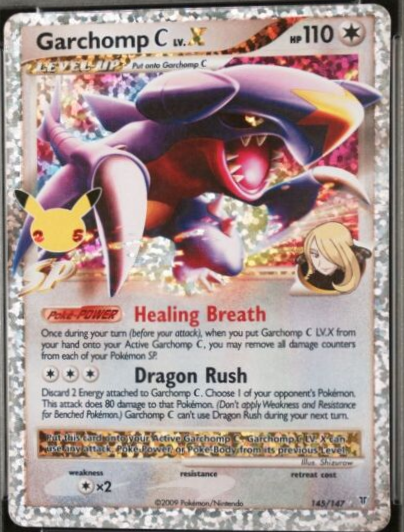 Garchomp C LV.X HP110
LEVEL-UP Put onto Garchomp C
25
SP
Poké-POWER Healing Breath
Once during your turn (before your attack), when you put Garchomp C LV.X from
your hand onto your Active Garchomp C, you may remove all damage counters
from each of your Pokémon SP.
Dragon Rush
Discard 2 Energy attached to Garchomp C. Choose 1 of your opponent's Pokémon.
This attack does 80 damage to that Pokémon. (Don't apply Weakness and Resistance
for Benched Pokémon.) Garchomp C can't use Dragon Rush during your next turn.
Put this card onto your Active Garchomp C. Garchomp C LV. X can
use any attack, Poké-Power, or Poké-Body from its previous Level.
Illus. Shizurow
weakness resistance retreat cost
×2
©2009 Pokémon/Nintendo 145/147